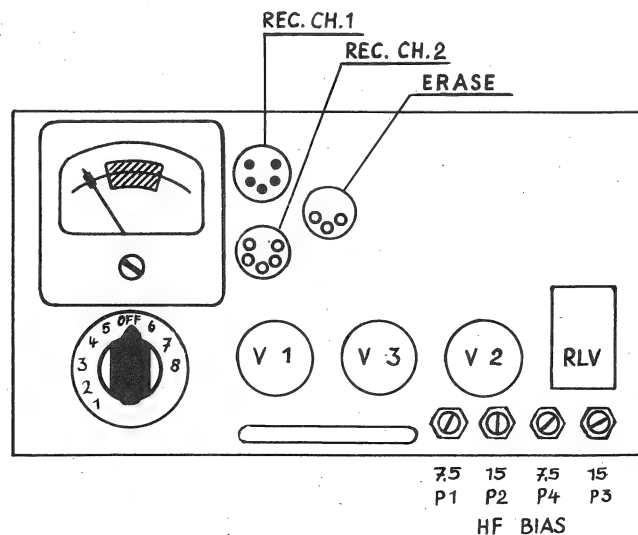 REC. CH.1
REC. CH.2
ERASE
5 OFF 6
4 7
3 8
2
1
V 1 V 3 V 2 RLV
7.5 15 7.5 15
P1 P2 P4 P3
HF BIAS